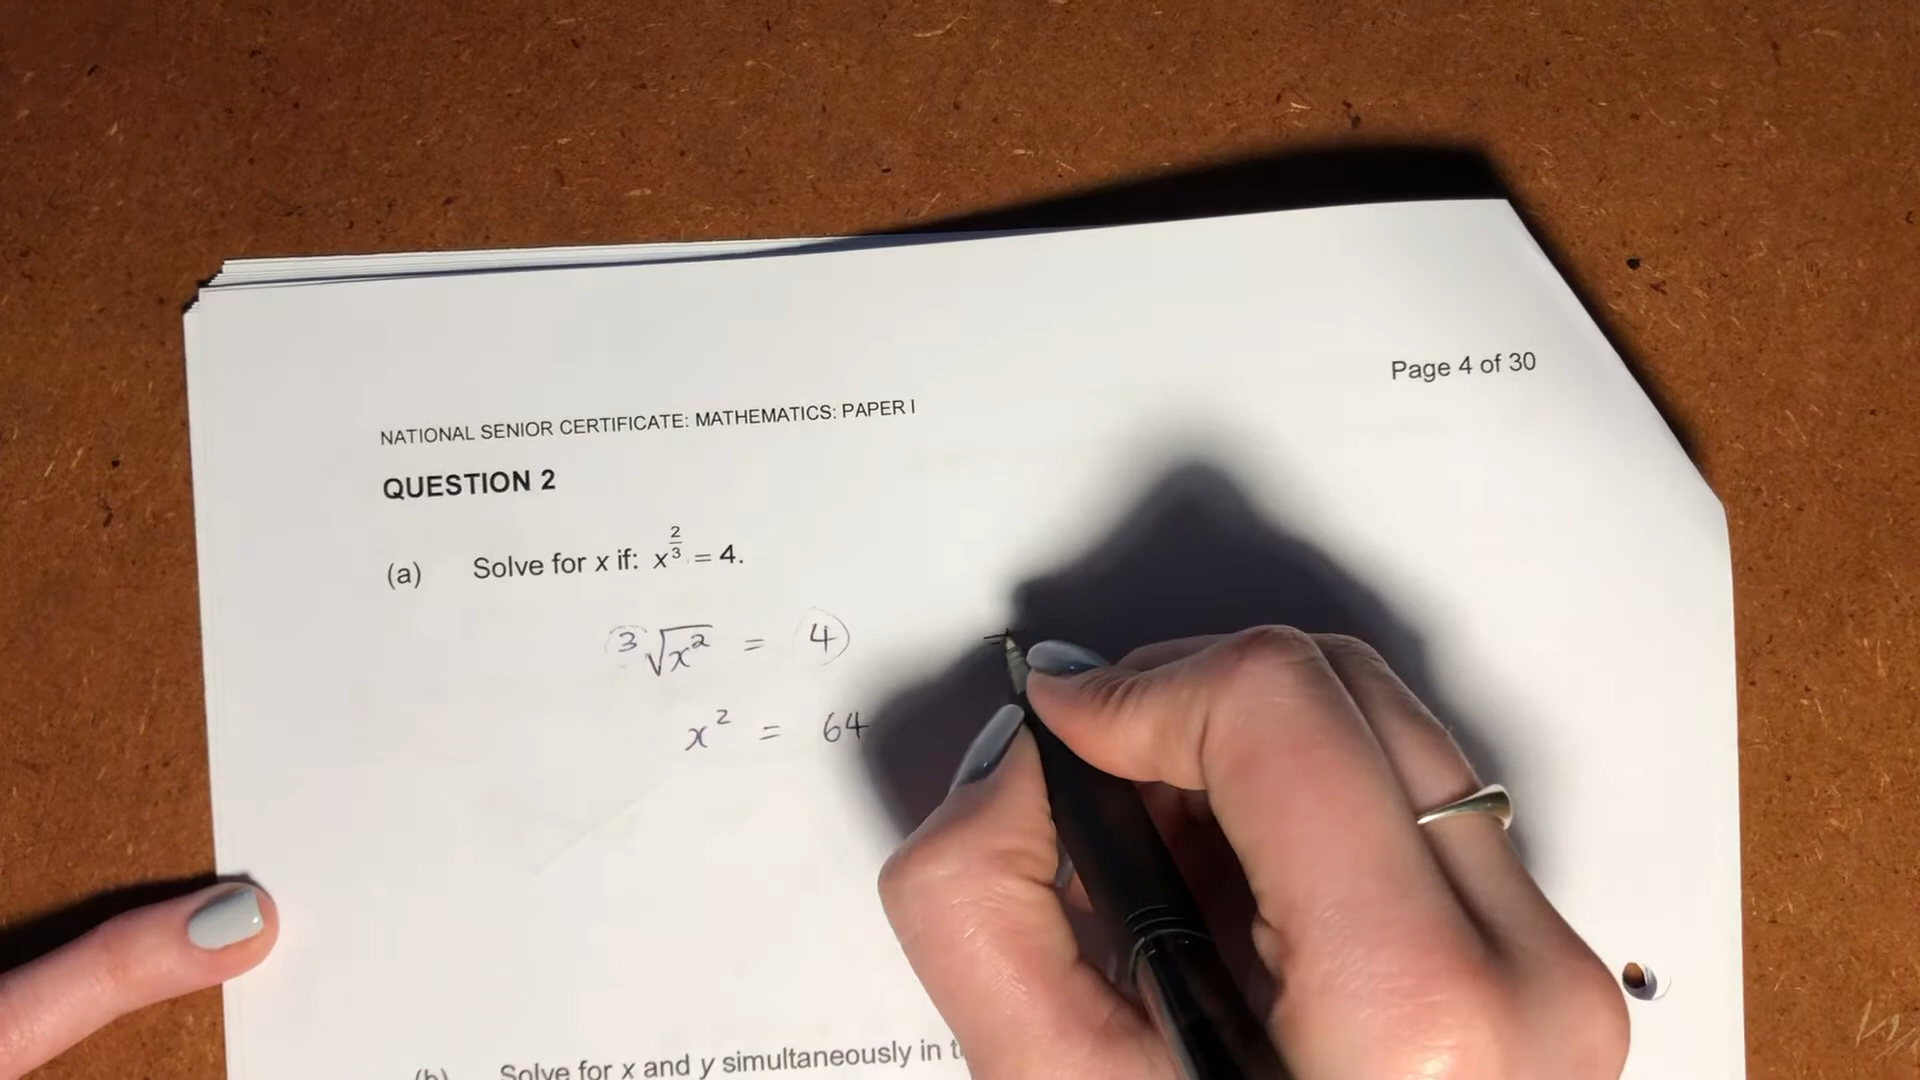 Page 4 of 30
NATIONAL SENIOR CERTIFICATE: MATHEMATICS: PAPER I
QUESTION 2
(a) Solve for x if: x^(2/3) = 4.
³√x² = 4
x² = 64
(b) Solve for x and y simultaneously in